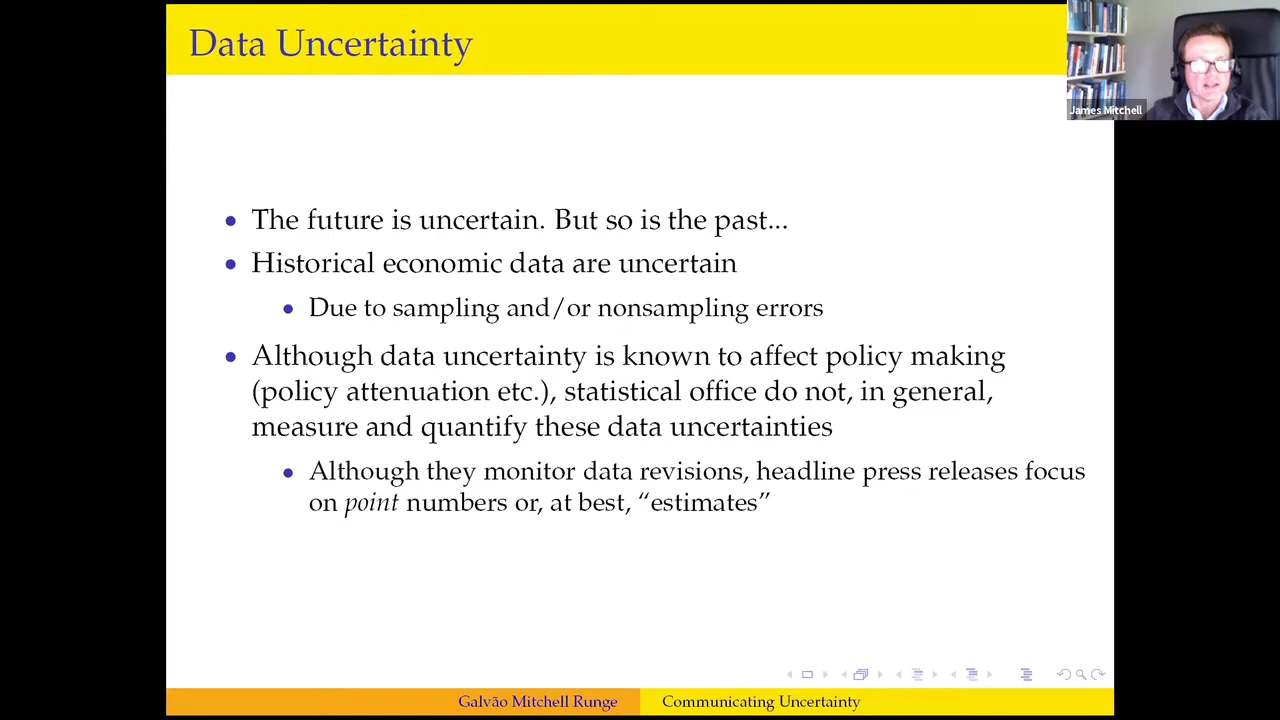 Data Uncertainty
James Mitchell
The future is uncertain. But so is the past...
Historical economic data are uncertain
Due to sampling and/or nonsampling errors
Although data uncertainty is known to affect policy making
(policy attenuation etc.), statistical office do not, in general,
measure and quantify these data uncertainties
Although they monitor data revisions, headline press releases focus
on point numbers or, at best, “estimates”
Galvão Mitchell Runge
Communicating Uncertainty